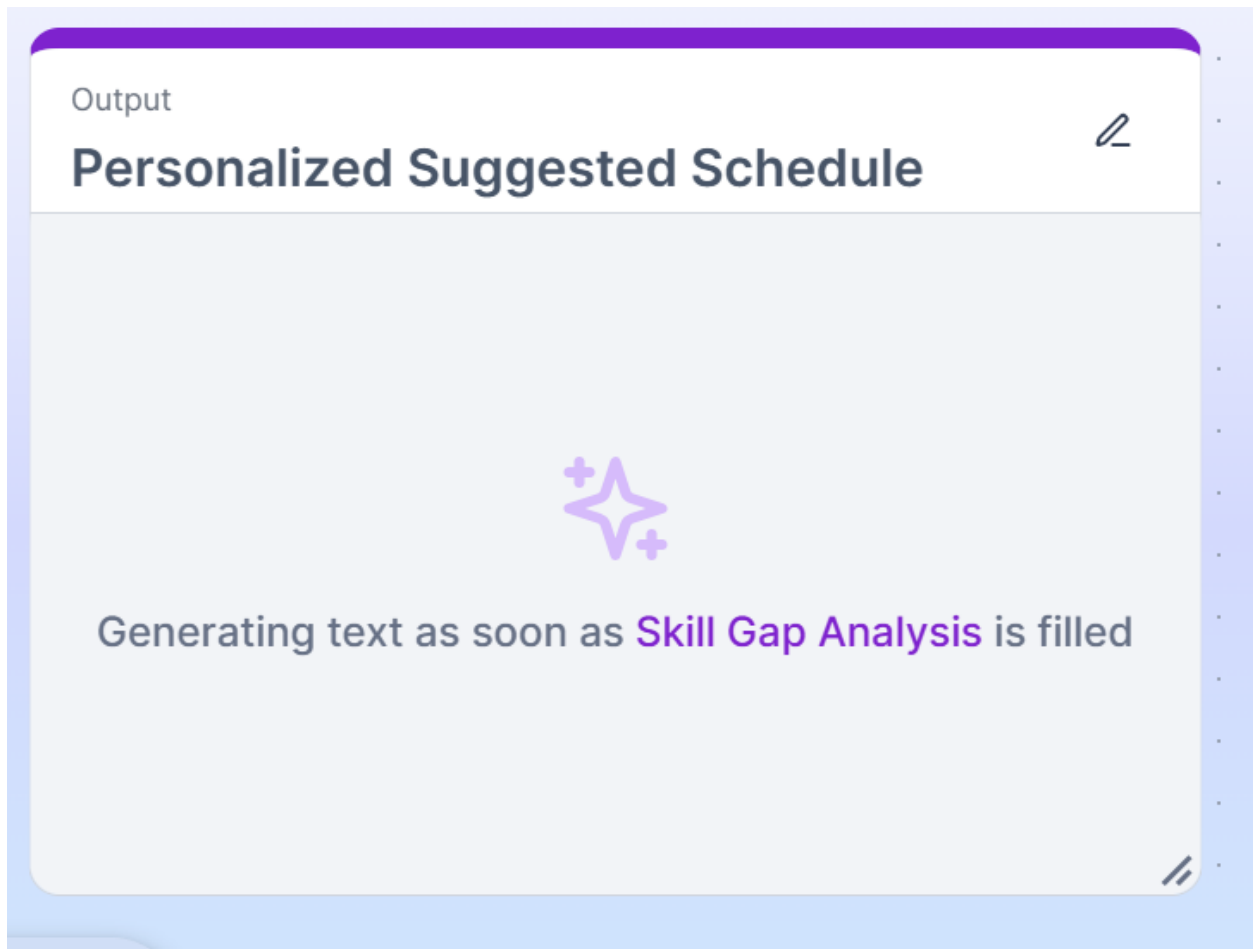 Output
Personalized Suggested Schedule
Generating text as soon as Skill Gap Analysis is filled